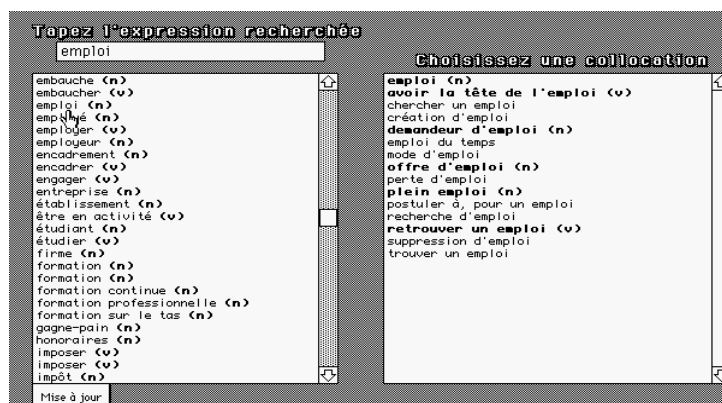 Tapez l'expression recherchée
emploi
embauche (n)
embaucher (v)
emploi (n)
employé (n)
employer (v)
employeur (n)
encadrement (n)
encadrer (v)
engager (v)
entreprise (n)
établissement (n)
être en activité (v)
étudiant (n)
étudier (v)
firme (n)
formation (n)
formation (n)
formation continue (n)
formation professionnelle (n)
formation sur le tas (n)
gagne-pain (n)
honoraires (n)
imposer (v)
imposer (v)
impôt (n)
Mise à jour
Choisissez une collocation
emploi (n)
avoir la tête de l'emploi (v)
chercher un emploi
création d'emploi
demandeur d'emploi (n)
emploi du temps
mode d'emploi
offre d'emploi (n)
perte d'emploi
plein emploi (n)
postuler à, pour un emploi
recherche d'emploi
retrouver un emploi (v)
suppression d'emploi
trouver un emploi